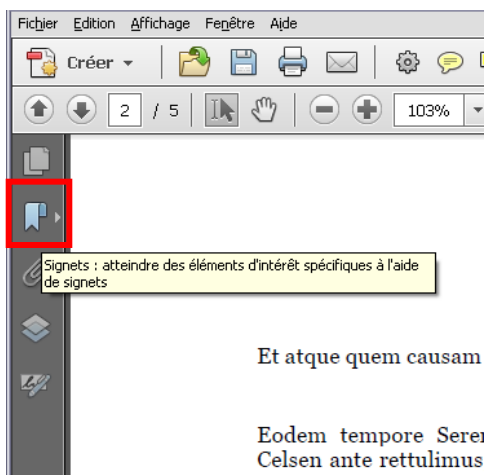 Fichier Edition Affichage Fenêtre Aide
Créer
2 / 5 103%
Signets : atteindre des éléments d'intérêt spécifiques à l'aide
de signets
Et atque quem causam
Eodem tempore
Celsen ante rettulimus